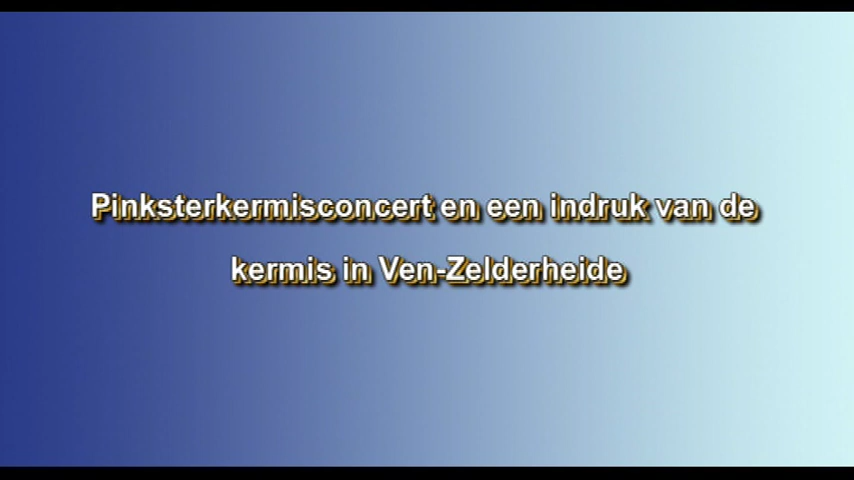 Pinksterkermisconcert en een indruk van de
kermis in Ven-Zelderheide